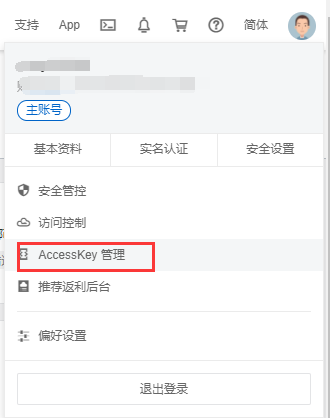 支持 App 简体
主账号
基本资料 实名认证 安全设置
安全管控
访问控制
AccessKey 管理
推荐返利后台
偏好设置
退出登录